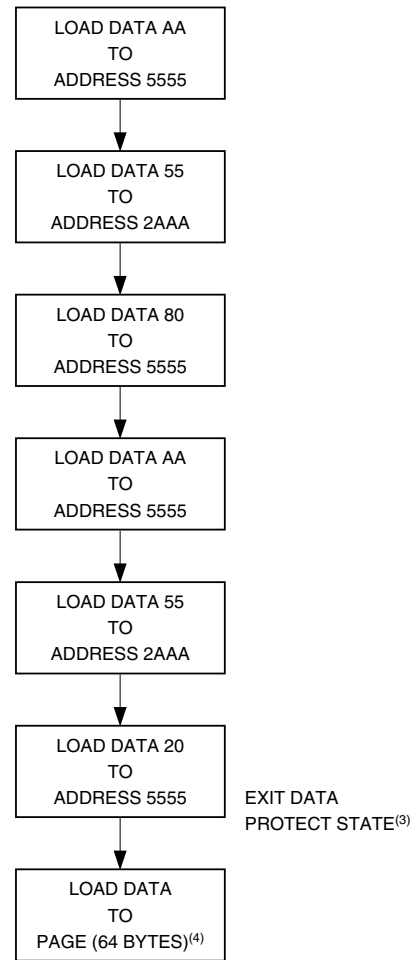 LOAD DATA AA
TO
ADDRESS 5555
LOAD DATA 55
TO
ADDRESS 2AAA
LOAD DATA 80
TO
ADDRESS 5555
LOAD DATA AA
TO
ADDRESS 5555
LOAD DATA 55
TO
ADDRESS 2AAA
LOAD DATA 20
TO
ADDRESS 5555
EXIT DATA
PROTECT STATE(3)
LOAD DATA
TO
PAGE (64 BYTES)(4)